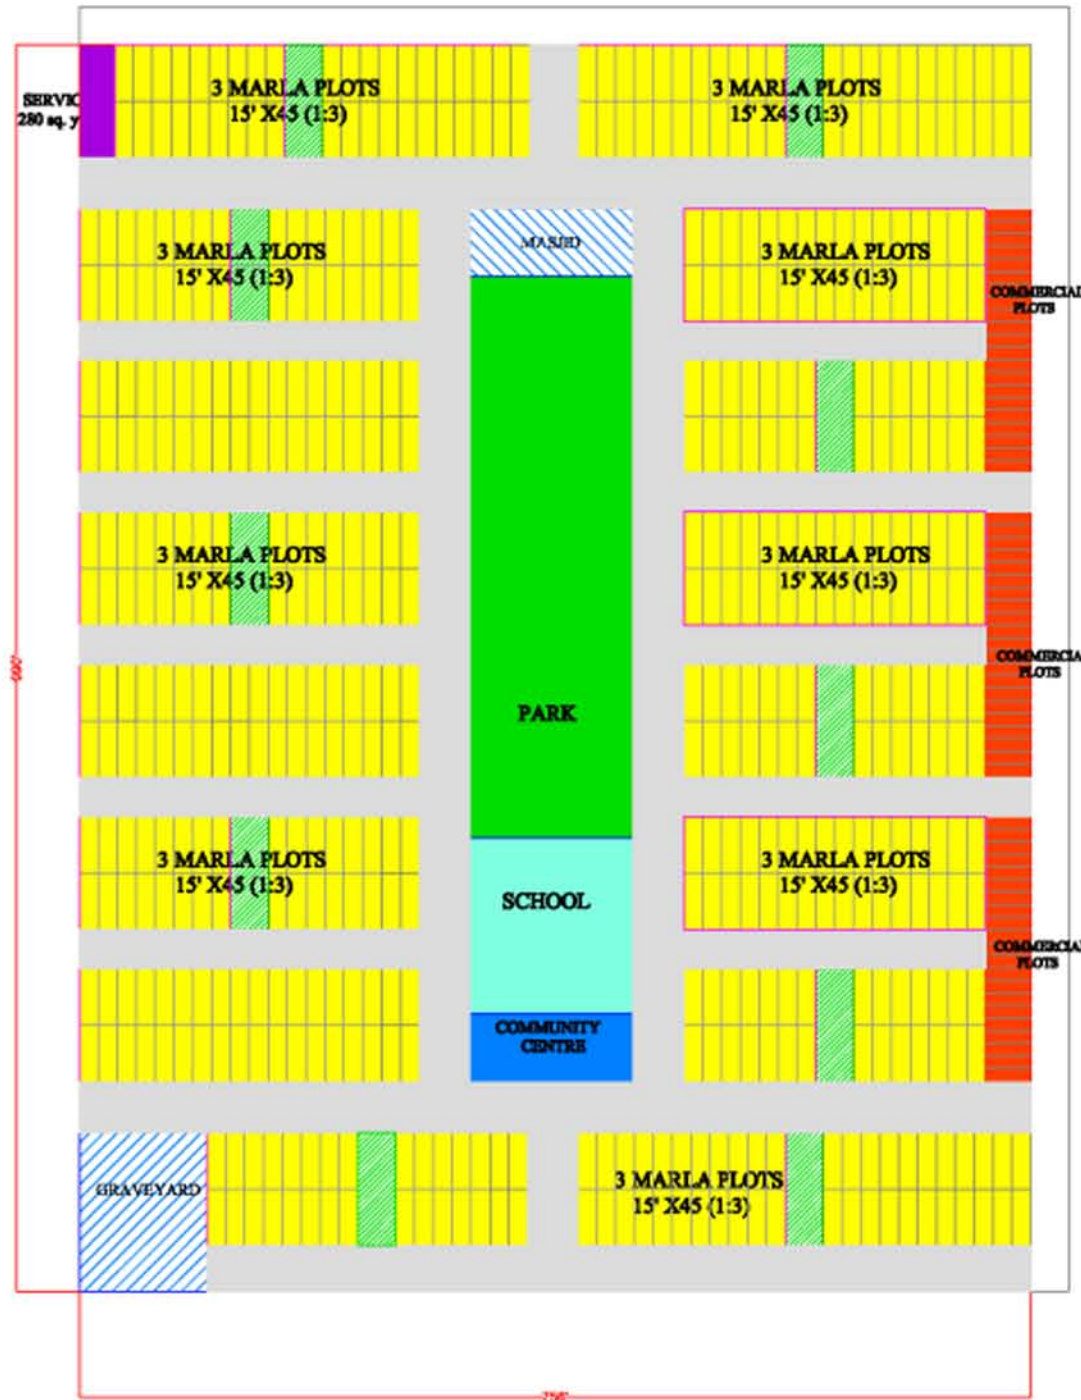 3 MARLA PLOTS
15' X45 (1:3)
3 MARLA PLOTS
15' X45 (1:3)
SERVIC
280 sq. y
MASJID
3 MARLA PLOTS
15' X45 (1:3)
3 MARLA PLOTS
15' X45 (1:3)
COMMERCIAL
PLOTS
3 MARLA PLOTS
15' X45 (1:3)
3 MARLA PLOTS
15' X45 (1:3)
COMMERCIAL
PLOTS
PARK
3 MARLA PLOTS
15' X45 (1:3)
3 MARLA PLOTS
15' X45 (1:3)
SCHOOL
COMMERCIAL
PLOTS
COMMUNITY
CENTRE
GRAVEYARD
3 MARLA PLOTS
15' X45 (1:3)